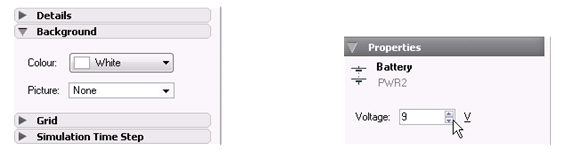 Details
Background
Colour: White
Picture: None
Grid
Simulation Time Step
Properties
Battery
PWR2
Voltage: 9 V